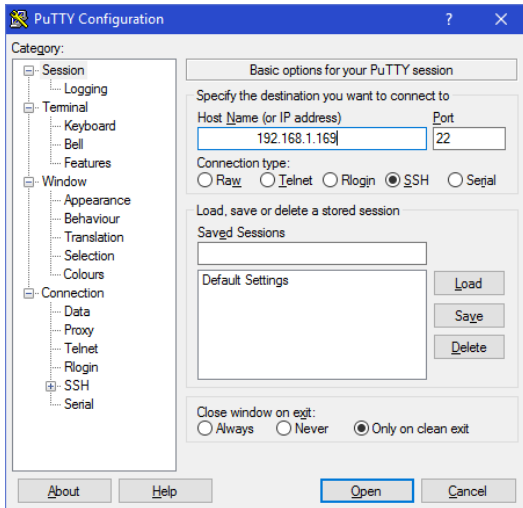 PuTTY Configuration
?
Category:
Session
Logging
Terminal
Keyboard
Bell
Features
Window
Appearance
Behaviour
Translation
Selection
Colours
Connection
Data
Proxy
Telnet
Rlogin
SSH
Serial
Basic options for your PuTTY session
Specify the destination you want to connect to
Host Name (or IP address) Port
192.168.1.169 22
Connection type:
Raw Telnet Rlogin SSH Serial
Load, save or delete a stored session
Saved Sessions
Default Settings
Load
Save
Delete
Close window on exit:
Always Never Only on clean exit
About Help Open Cancel